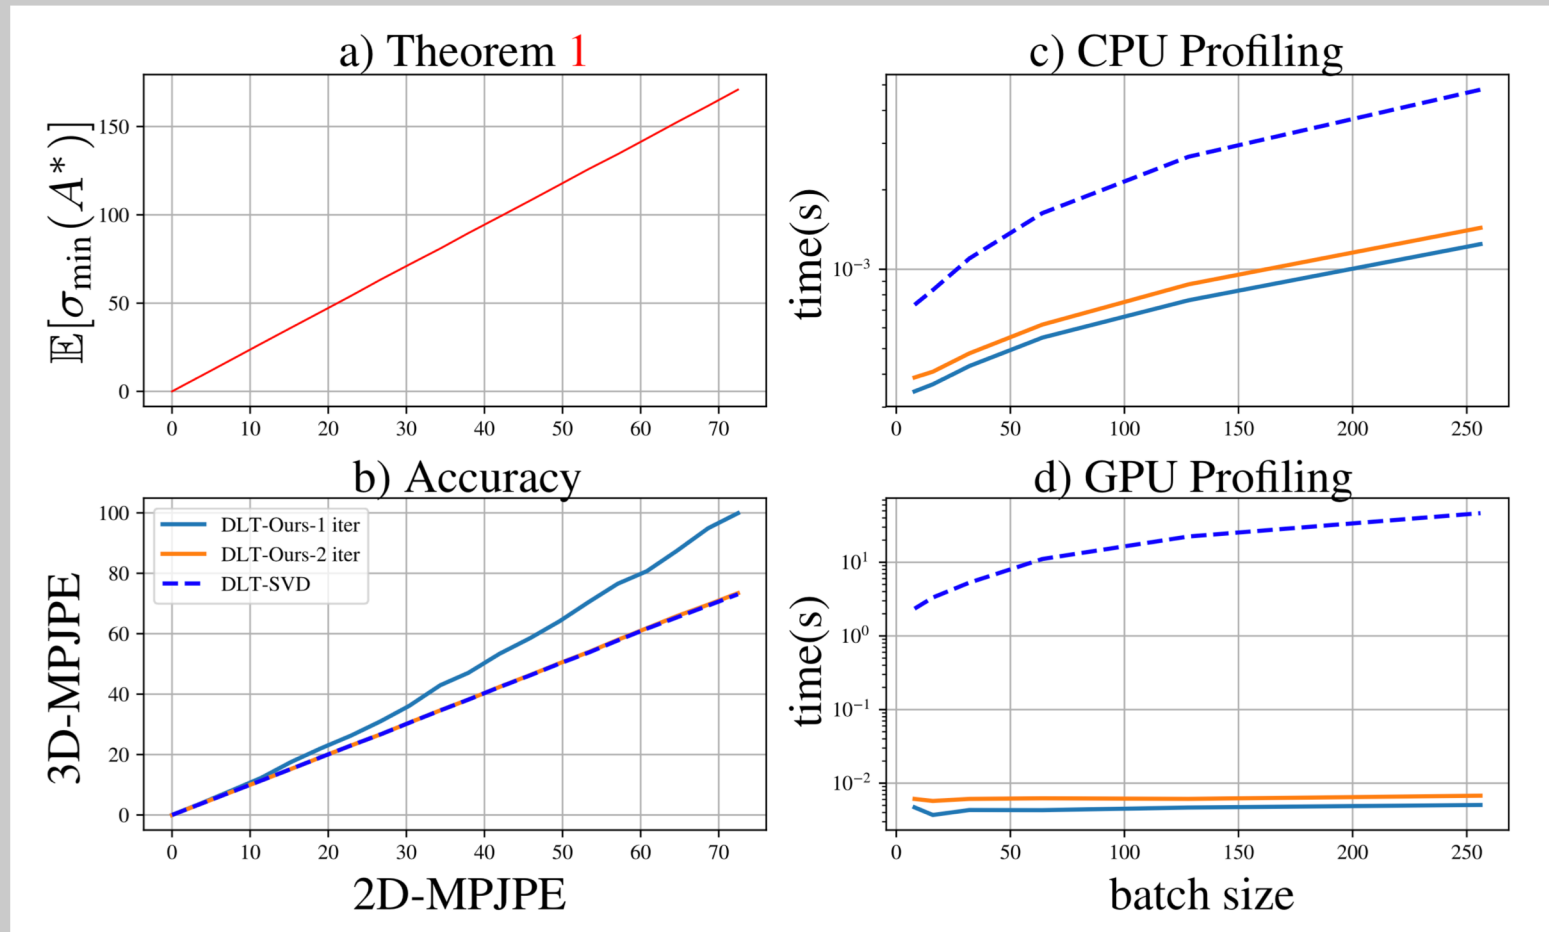 a) Theorem 1
𝔼[σ_min(A*)]
150
100
50
0
0 10 20 30 40 50 60 70
c) CPU Profiling
time(s)
10⁻³
0 50 100 150 200 250
b) Accuracy
3D-MPJPE
100
80
60
40
20
0
DLT-Ours-1 iter
DLT-Ours-2 iter
DLT-SVD
0 10 20 30 40 50 60 70
2D-MPJPE
d) GPU Profiling
time(s)
10¹
10⁰
10⁻¹
10⁻²
0 50 100 150 200 250
batch size